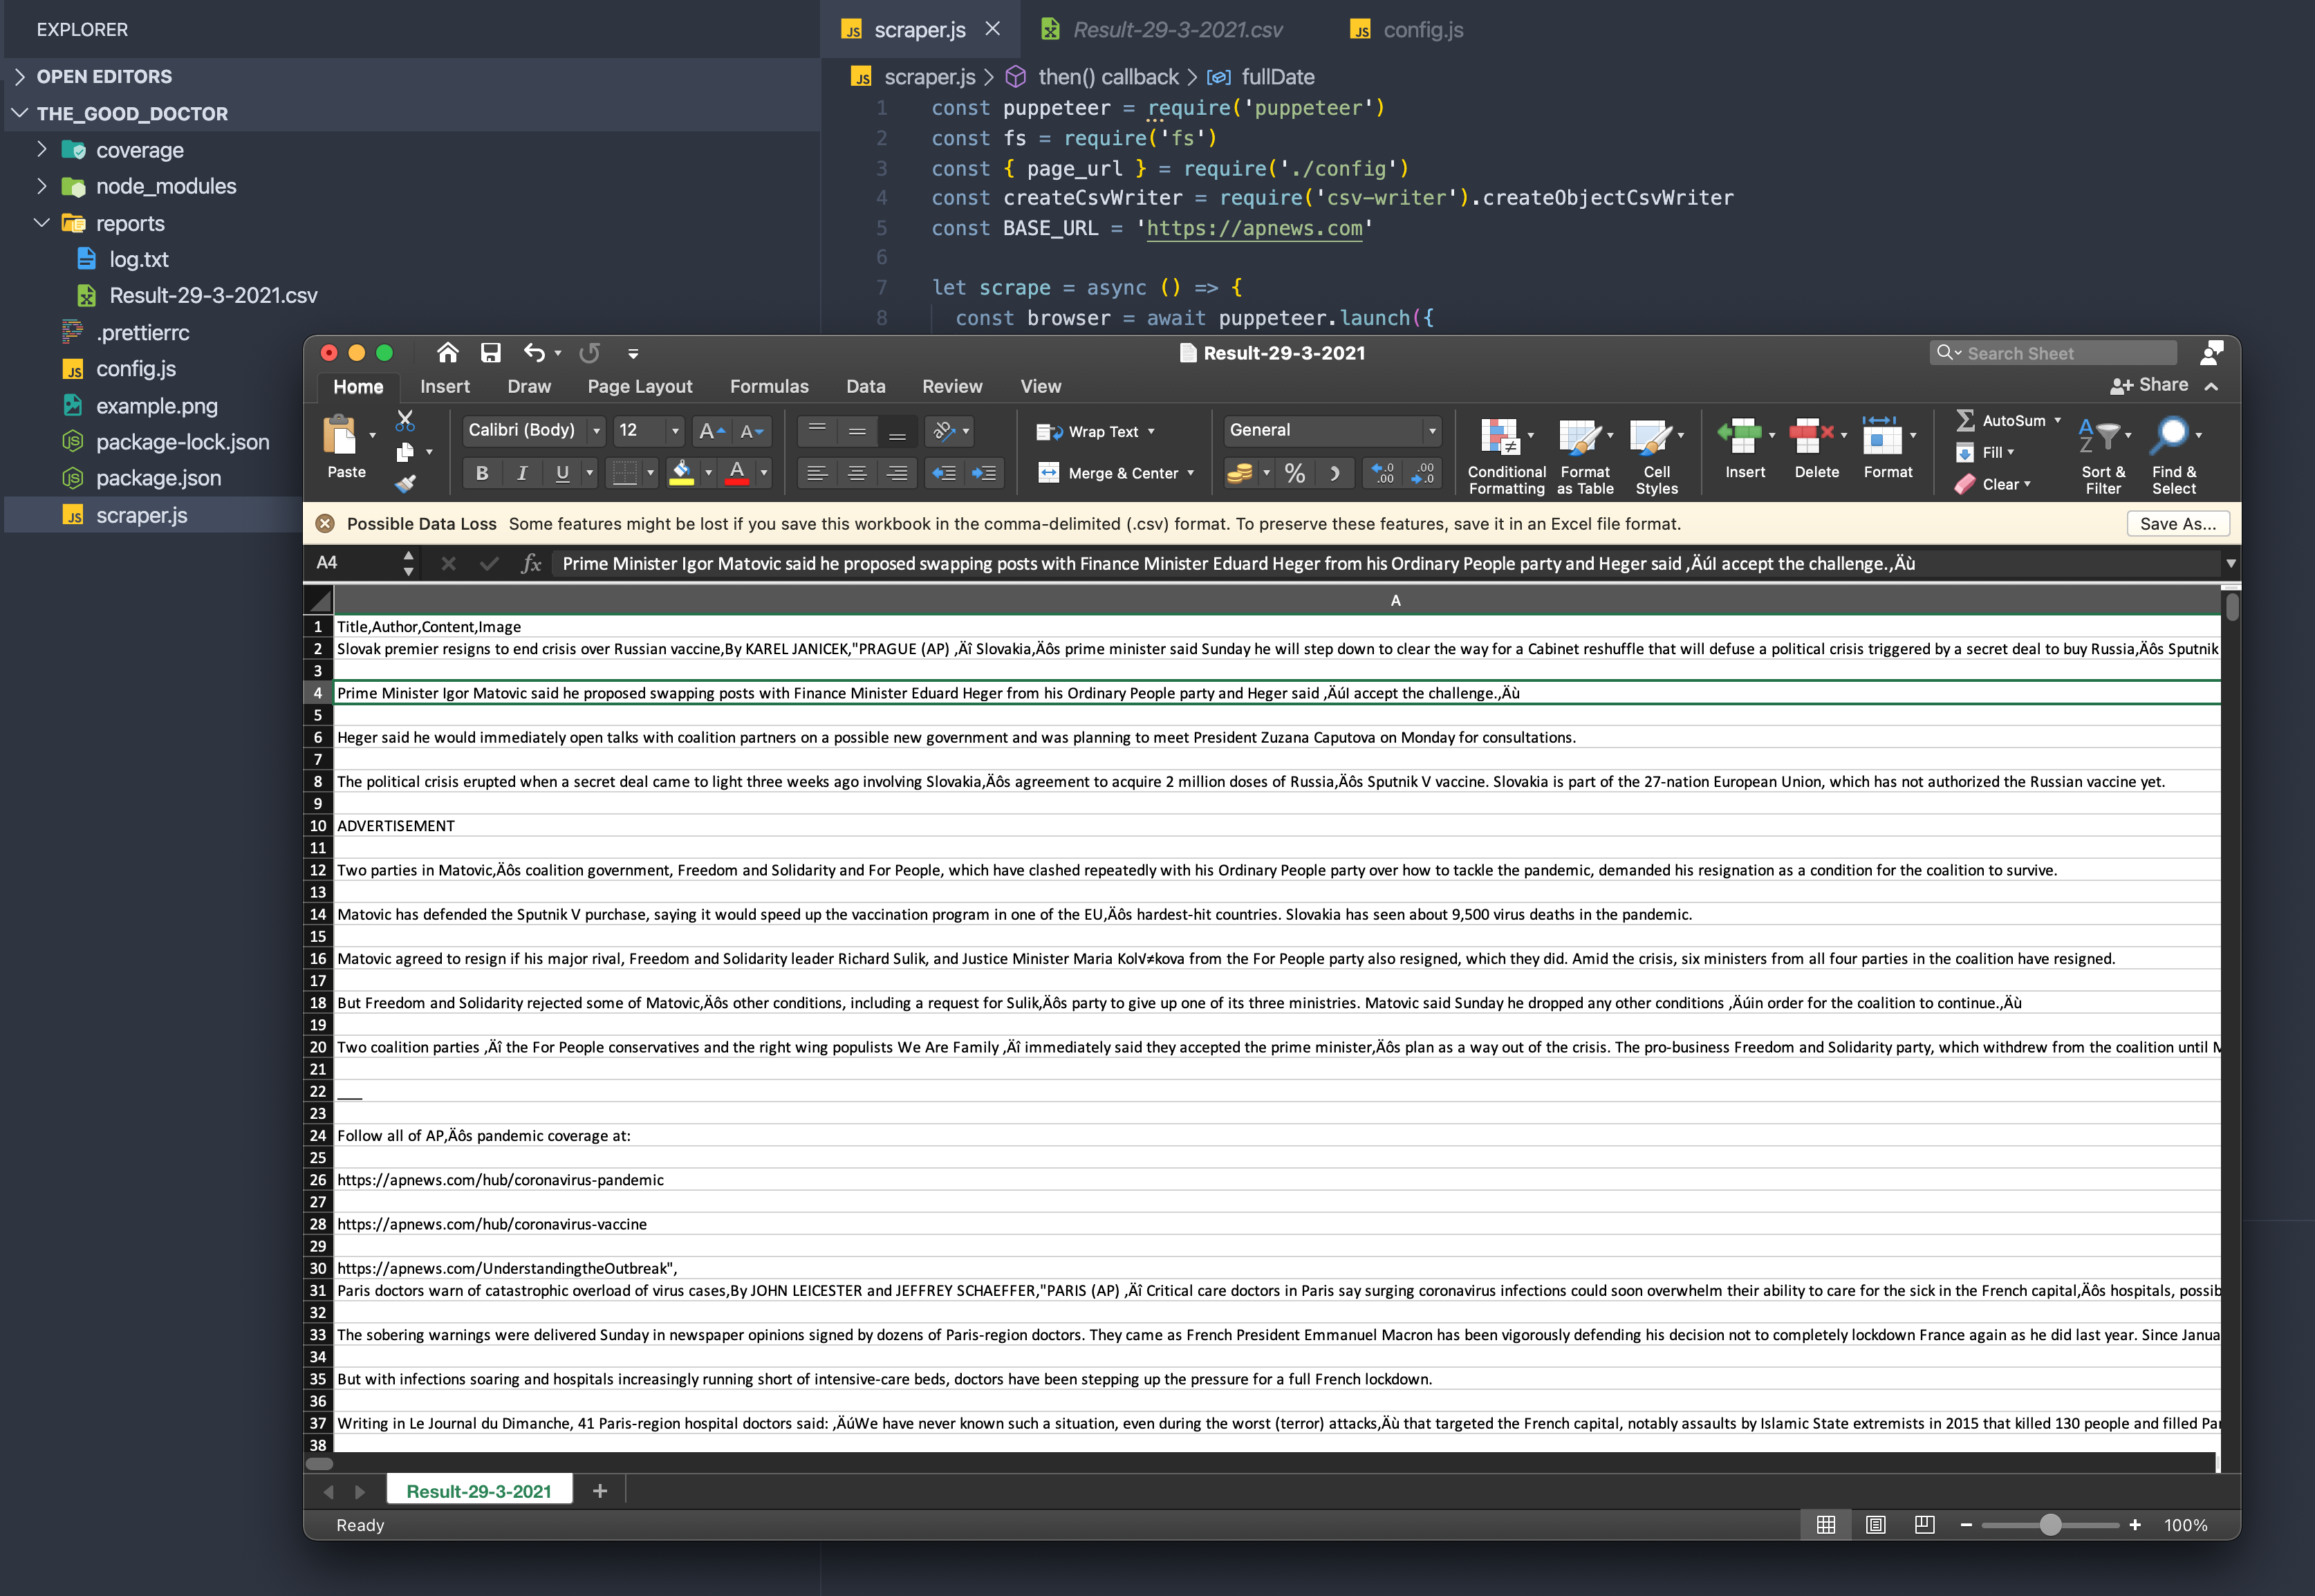 EXPLORER
OPEN EDITORS
THE_GOOD_DOCTOR
coverage
node_modules
reports
log.txt
Result-29-3-2021.csv
.prettierrc
config.js
example.png
package-lock.json
package.json
scraper.js
scraper.js Result-29-3-2021.csv config.js
scraper.js > then() callback > fullDate
1 const puppeteer = require('puppeteer')
2 const fs = require('fs')
3 const { page_url } = require('./config')
4 const createCsvWriter = require('csv-writer').createObjectCsvWriter
5 const BASE_URL = 'https://apnews.com'
6
7 let scrape = async () => {
8 const browser = await puppeteer.launch({
Result-29-3-2021
Search Sheet
Home Insert Draw Page Layout Formulas Data Review View
Share
Paste
Calibri (Body) 12
B I U
Wrap Text
Merge & Center
General
Conditional Formatting
Format as Table
Cell Styles
Insert
Delete
Format
AutoSum
Fill
Clear
Sort & Filter
Find & Select
Possible Data Loss Some features might be lost if you save this workbook in the comma-delimited (.csv) format. To preserve these features, save it in an Excel file format. Save As...
A4 fx Prime Minister Igor Matovic said he proposed swapping posts with Finance Minister Eduard Heger from his Ordinary People party and Heger said ‚ÄúI accept the challenge.‚Äù
A
1 Title,Author,Content,Image
2 Slovak premier resigns to end crisis over Russian vaccine,By KAREL JANICEK,"PRAGUE (AP) ‚Äî Slovakia‚Äôs prime minister said Sunday he will step down to clear the way for a Cabinet reshuffle that will defuse a political crisis triggered by a secret deal to buy Russia‚Äôs Sputnik
3
4 Prime Minister Igor Matovic said he proposed swapping posts with Finance Minister Eduard Heger from his Ordinary People party and Heger said ‚ÄúI accept the challenge.‚Äù
5
6 Heger said he would immediately open talks with coalition partners on a possible new government and was planning to meet President Zuzana Caputova on Monday for consultations.
7
8 The political crisis erupted when a secret deal came to light three weeks ago involving Slovakia‚Äôs agreement to acquire 2 million doses of Russia‚Äôs Sputnik V vaccine. Slovakia is part of the 27-nation European Union, which has not authorized the Russian vaccine yet.
9
10 ADVERTISEMENT
11
12 Two parties in Matovic‚Äôs coalition government, Freedom and Solidarity and For People, which have clashed repeatedly with his Ordinary People party over how to tackle the pandemic, demanded his resignation as a condition for the coalition to survive.
13
14 Matovic has defended the Sputnik V purchase, saying it would speed up the vaccination program in one of the EU‚Äôs hardest-hit countries. Slovakia has seen about 9,500 virus deaths in the pandemic.
15
16 Matovic agreed to resign if his major rival, Freedom and Solidarity leader Richard Sulik, and Justice Minister Maria Kol√≠kova from the For People party also resigned, which they did. Amid the crisis, six ministers from all four parties in the coalition have resigned.
17
18 But Freedom and Solidarity rejected some of Matovic‚Äôs other conditions, including a request for Sulik‚Äôs party to give up one of its three ministries. Matovic said Sunday he dropped any other conditions ‚Äúin order for the coalition to continue.‚Äù
19
20 Two coalition parties ‚Äî the For People conservatives and the right wing populists We Are Family ‚Äî immediately said they accepted the prime minister‚Äôs plan as a way out of the crisis. The pro-business Freedom and Solidarity party, which withdrew from the coalition until M
21
22 ___
23
24 Follow all of AP‚Äôs pandemic coverage at:
25
26 https://apnews.com/hub/coronavirus-pandemic
27
28 https://apnews.com/hub/coronavirus-vaccine
29
30 https://apnews.com/UnderstandingtheOutbreak",
31 Paris doctors warn of catastrophic overload of virus cases,By JOHN LEICESTER and JEFFREY SCHAEFFER,"PARIS (AP) ‚Äî Critical care doctors in Paris say surging coronavirus infections could soon overwhelm their ability to care for the sick in the French capital‚Äôs hospitals, possib
32
33 The sobering warnings were delivered Sunday in newspaper opinions signed by dozens of Paris-region doctors. They came as French President Emmanuel Macron has been vigorously defending his decision not to completely lockdown France again as he did last year. Since Janua
34
35 But with infections soaring and hospitals increasingly running short of intensive-care beds, doctors have been stepping up the pressure for a full French lockdown.
36
37 Writing in Le Journal du Dimanche, 41 Paris-region hospital doctors said: ‚ÄúWe have never known such a situation, even during the worst (terror) attacks‚Äù that targeted the French capital, notably assaults by Islamic State extremists in 2015 that killed 130 people and filled Par
38
Result-29-3-2021
Ready
100%